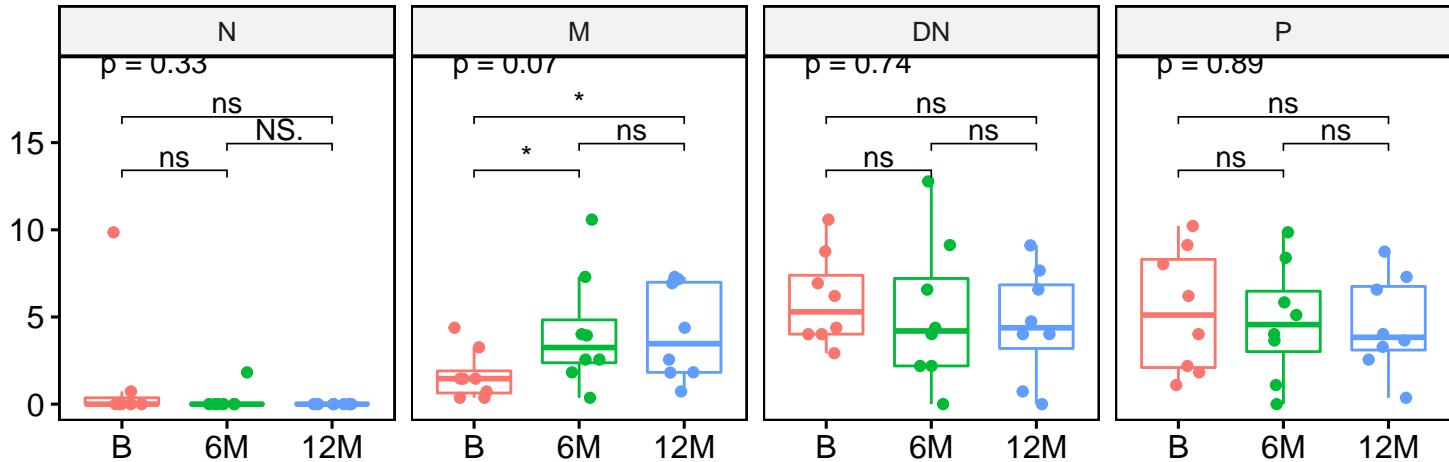 N M DN P
p = 0.33 p = 0.07 p = 0.74 p = 0.89
ns * ns ns
NS. ns ns ns
ns * ns ns
15
10
5
0
B 6M 12M B 6M 12M B 6M 12M B 6M 12M